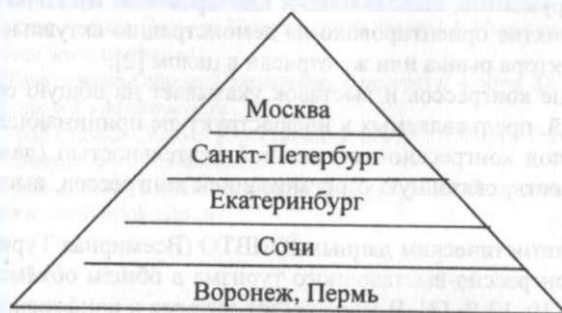 Москва
Санкт-Петербург
Екатеринбург
Сочи
Воронеж, Пермь